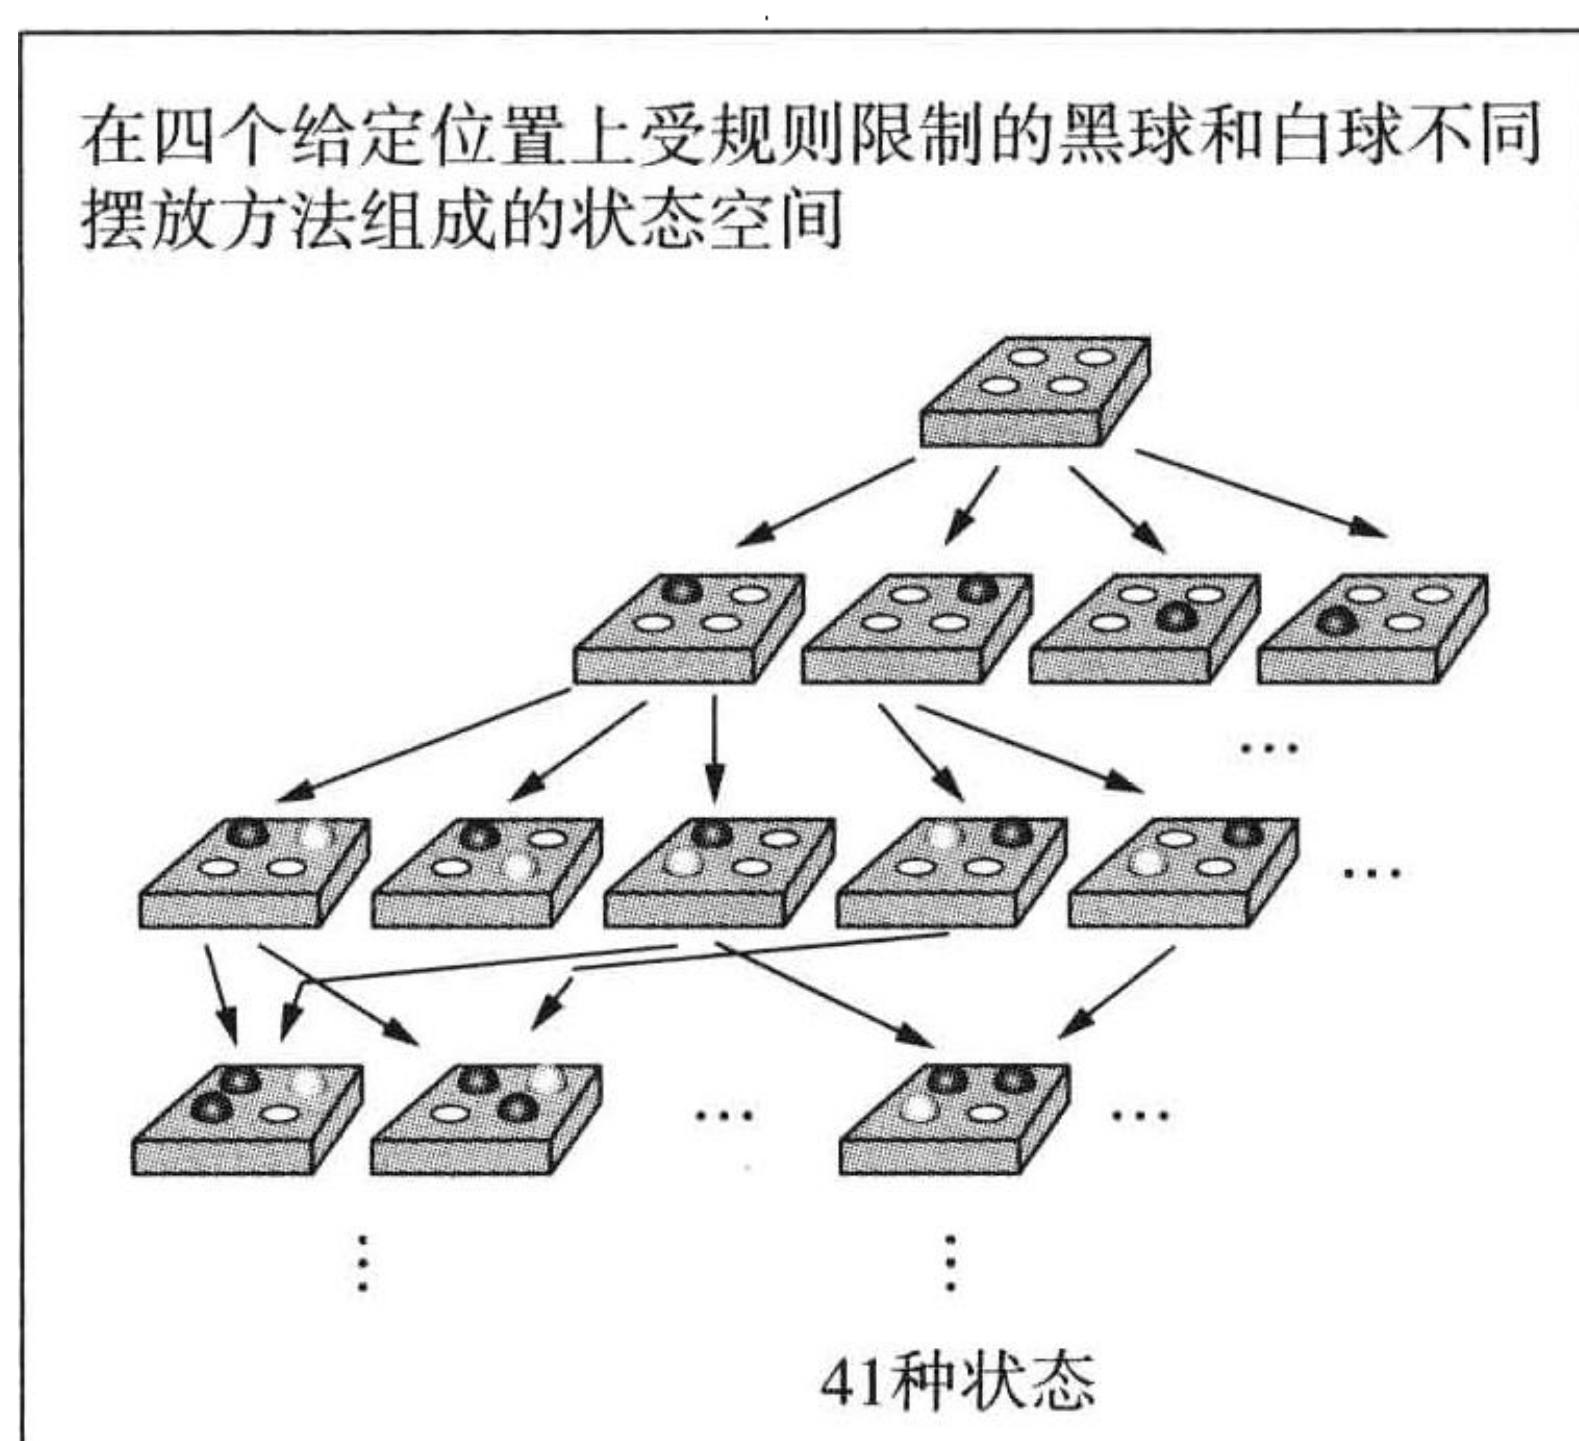 在四个给定位置上受规则限制的黑球和白球不同
摆放方法组成的状态空间
…
…
… …
⋮ ⋮
41种状态